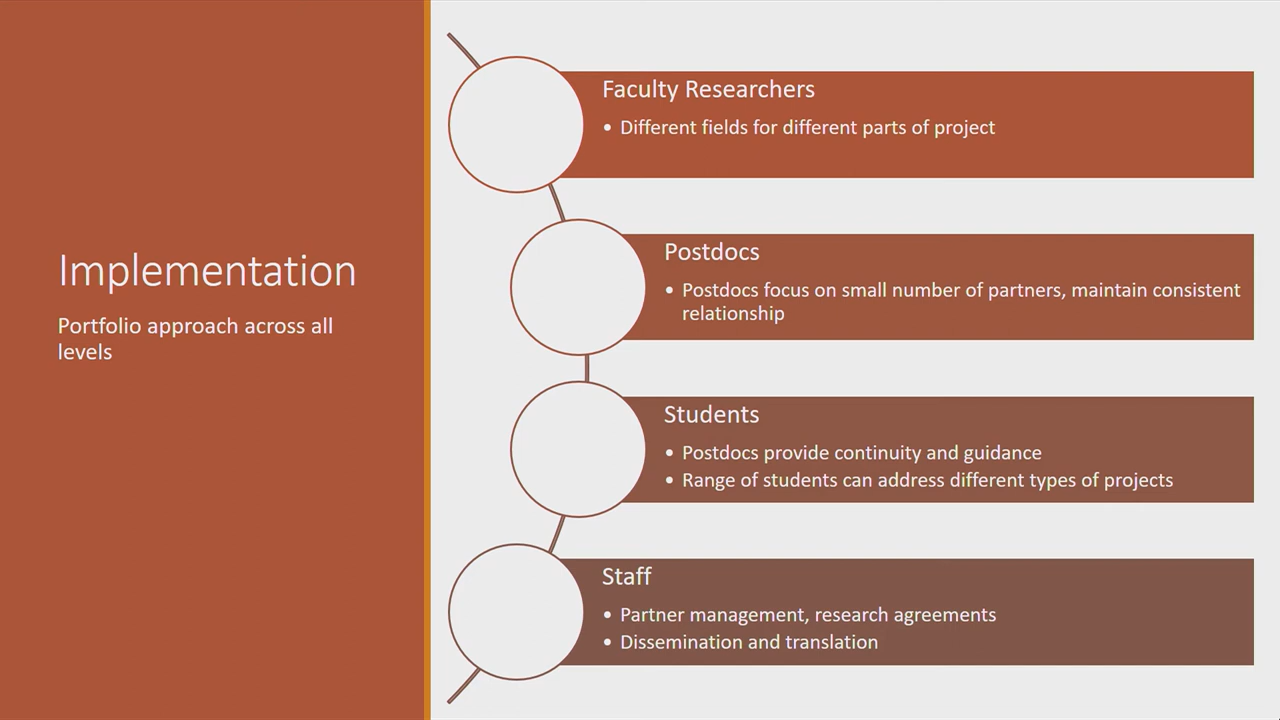 Implementation
Portfolio approach across all
levels
Faculty Researchers
• Different fields for different parts of project
Postdocs
• Postdocs focus on small number of partners, maintain consistent
relationship
Students
• Postdocs provide continuity and guidance
• Range of students can address different types of projects
Staff
• Partner management, research agreements
• Dissemination and translation